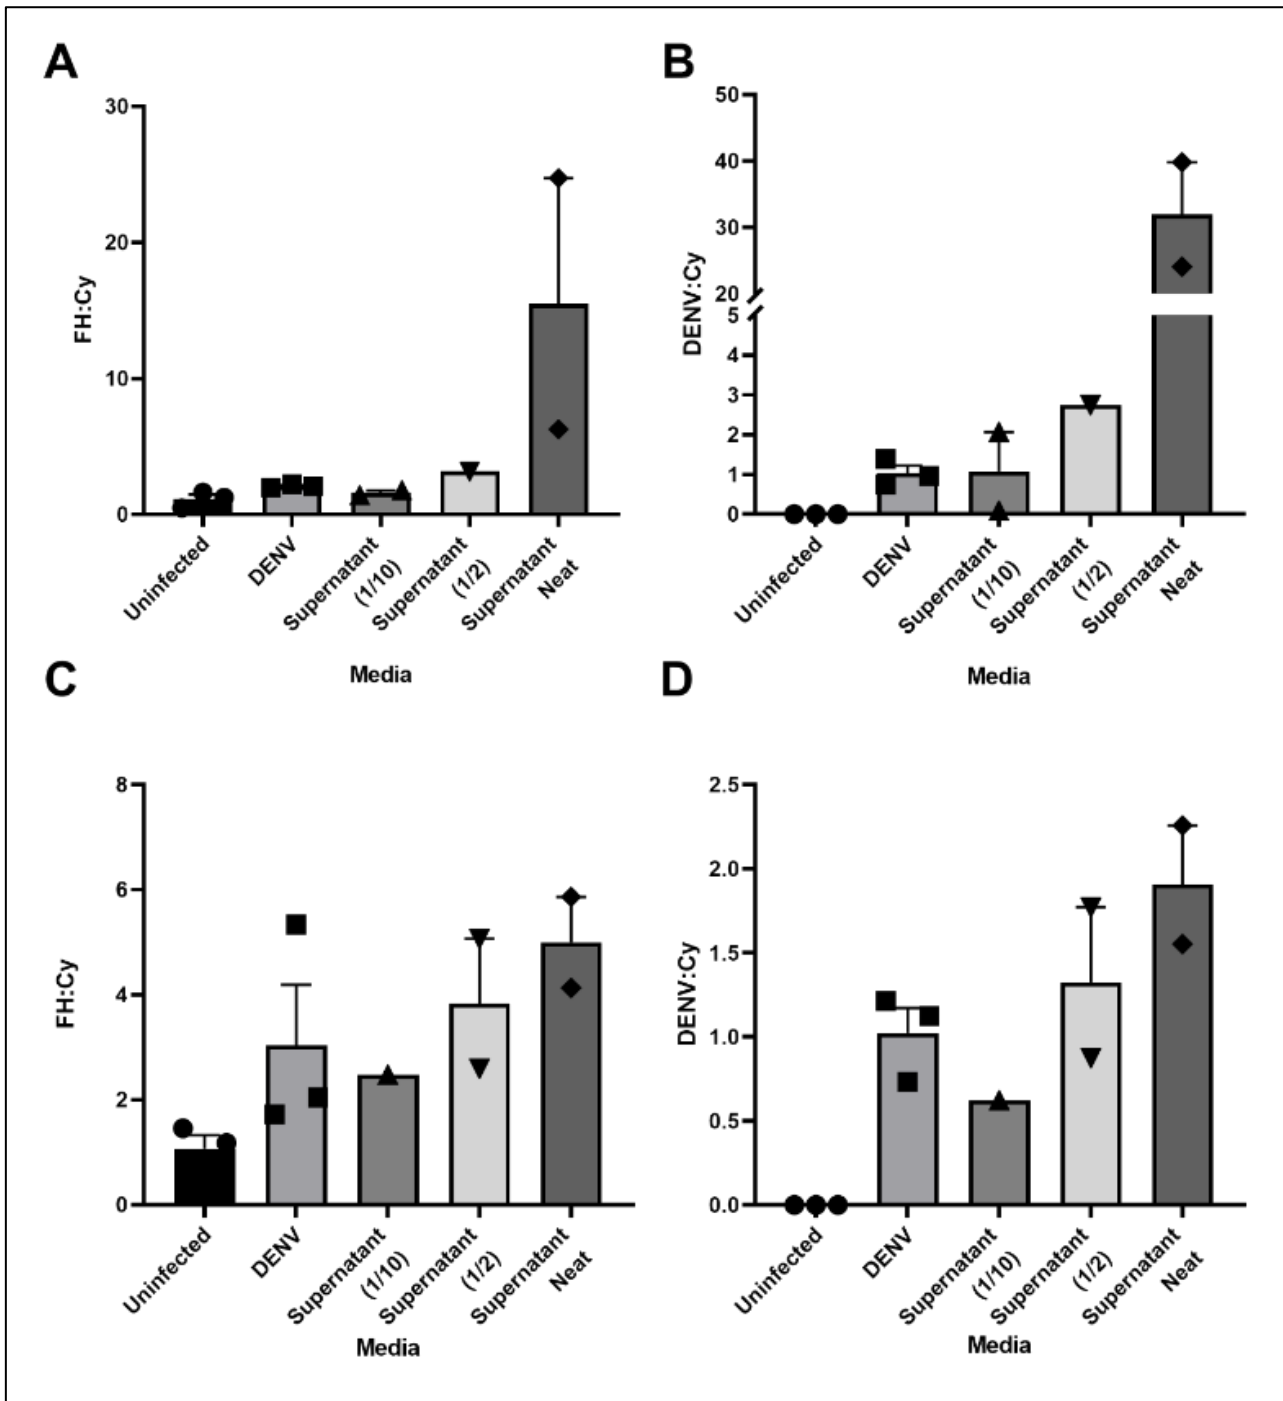 A
FH:Cy
30
20
10
0
Uninfected
DENV
Supernatant
(1/10)
Supernatant
(1/2)
Supernatant
Neat
Media
B
DENV:Cy
50
40
30
20
5
4
3
2
1
0
Uninfected
DENV
Supernatant
(1/10)
Supernatant
(1/2)
Supernatant
Neat
Media
C
FH:Cy
8
6
4
2
0
Uninfected
DENV
Supernatant
(1/10)
Supernatant
(1/2)
Supernatant
Neat
Media
D
DENV:Cy
2.5
2.0
1.5
1.0
0.5
0.0
Uninfected
DENV
Supernatant
(1/10)
Supernatant
(1/2)
Supernatant
Neat
Media